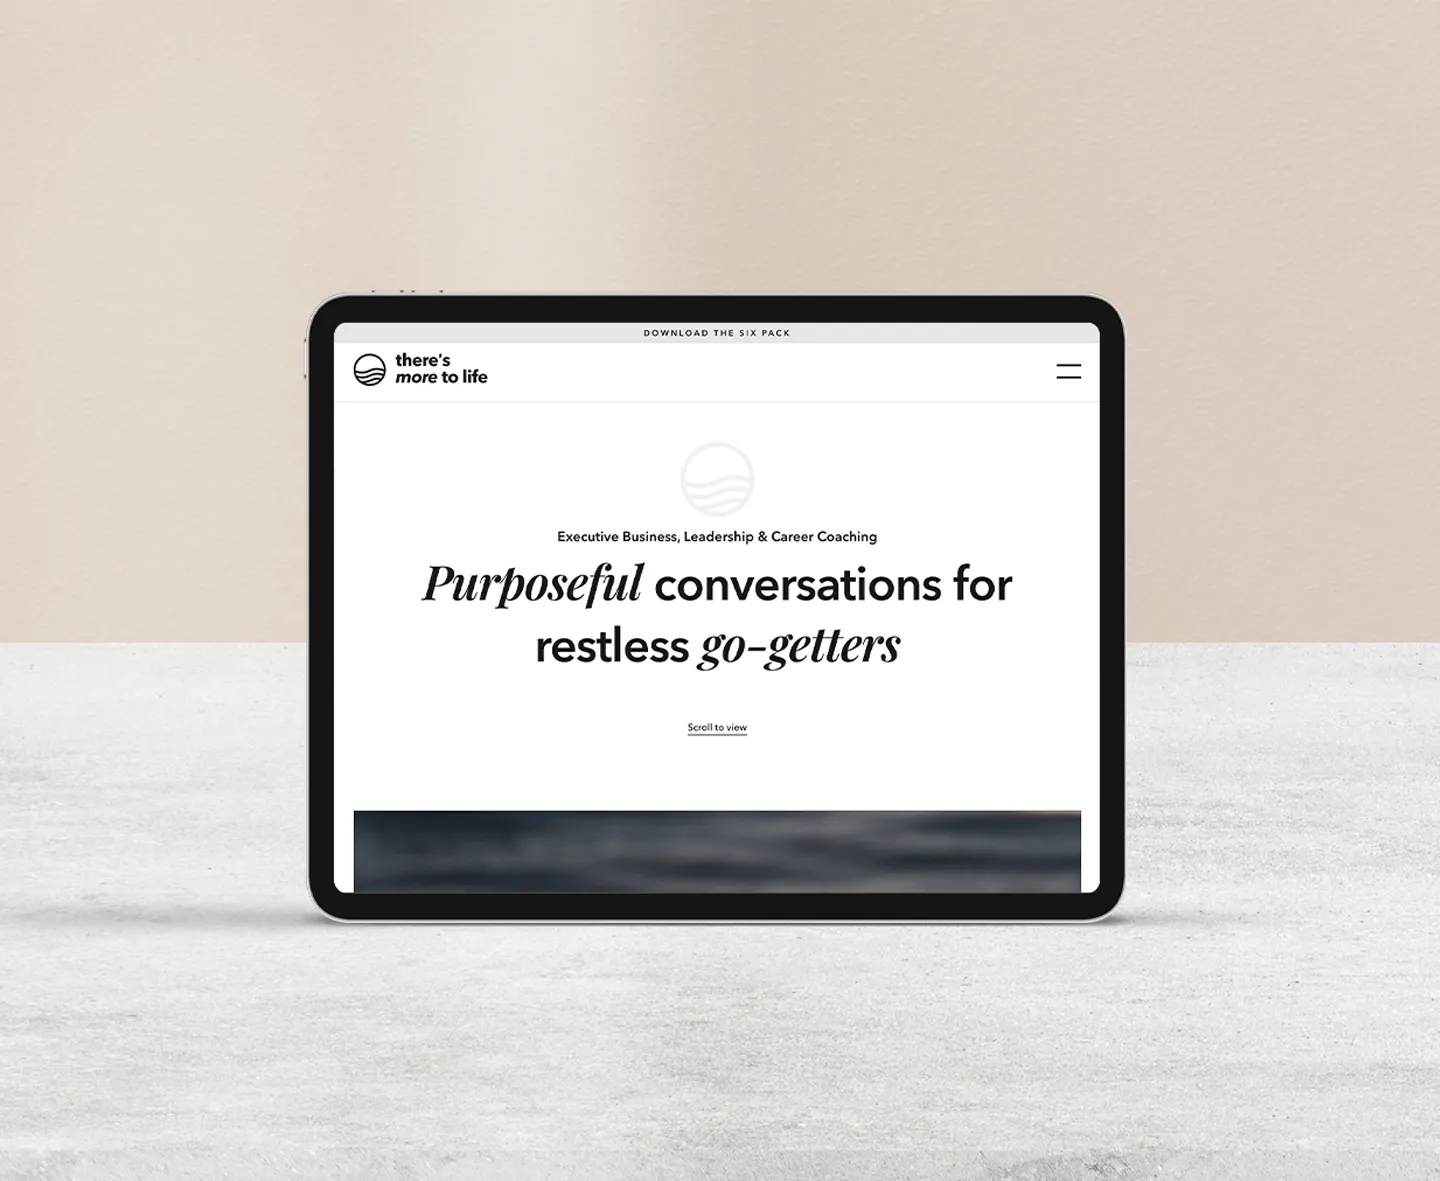 DOWNLOAD THE SIX PACK
there's
more to life
Executive Business, Leadership & Career Coaching
Purposeful conversations for
restless go-getters
Scroll to view